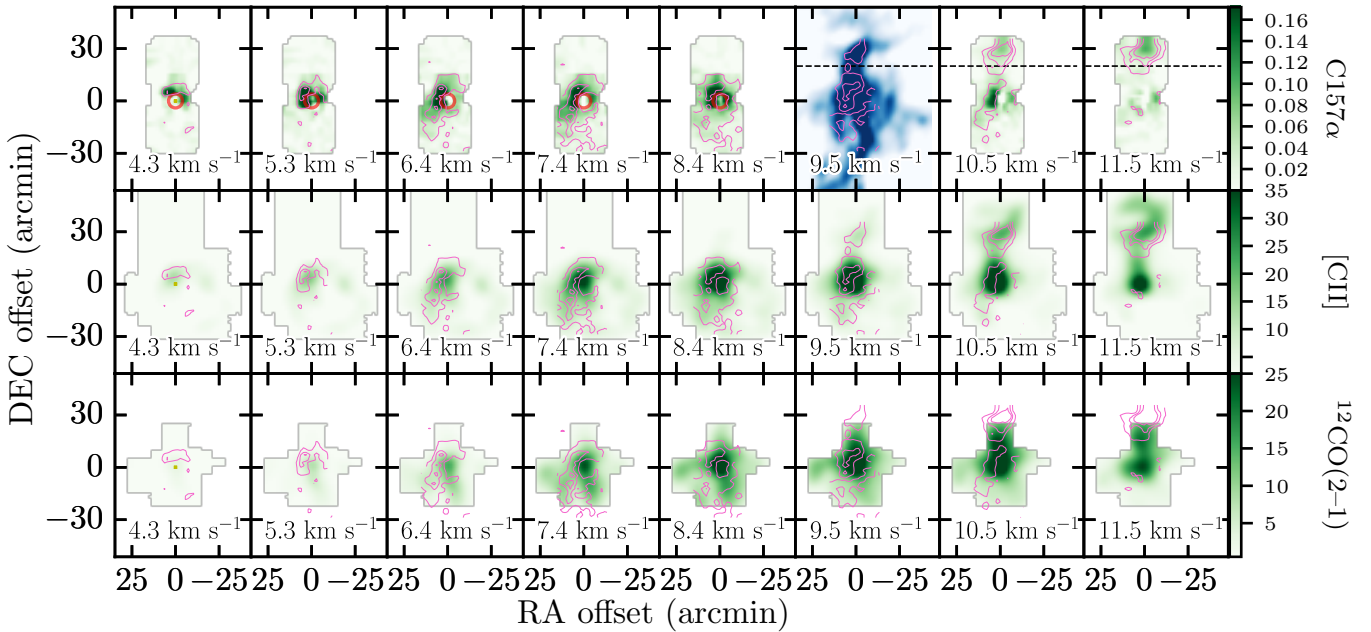 30
0
−30
4.3 km s⁻¹
5.3 km s⁻¹
6.4 km s⁻¹
7.4 km s⁻¹
8.4 km s⁻¹
9.5 km s⁻¹
10.5 km s⁻¹
11.5 km s⁻¹
0.16
0.14
0.12
0.10
0.08
0.06
0.04
0.02
C157α
30
0
−30
4.3 km s⁻¹
5.3 km s⁻¹
6.4 km s⁻¹
7.4 km s⁻¹
8.4 km s⁻¹
9.5 km s⁻¹
10.5 km s⁻¹
11.5 km s⁻¹
35
30
25
20
15
10
[CII]
30
0
−30
4.3 km s⁻¹
5.3 km s⁻¹
6.4 km s⁻¹
7.4 km s⁻¹
8.4 km s⁻¹
9.5 km s⁻¹
10.5 km s⁻¹
11.5 km s⁻¹
25
20
15
10
5
¹²CO(2–1)
DEC offset (arcmin)
25 0 −25
25 0 −25
25 0 −25
25 0 −25
25 0 −25
25 0 −25
25 0 −25
25 0 −25
RA offset (arcmin)